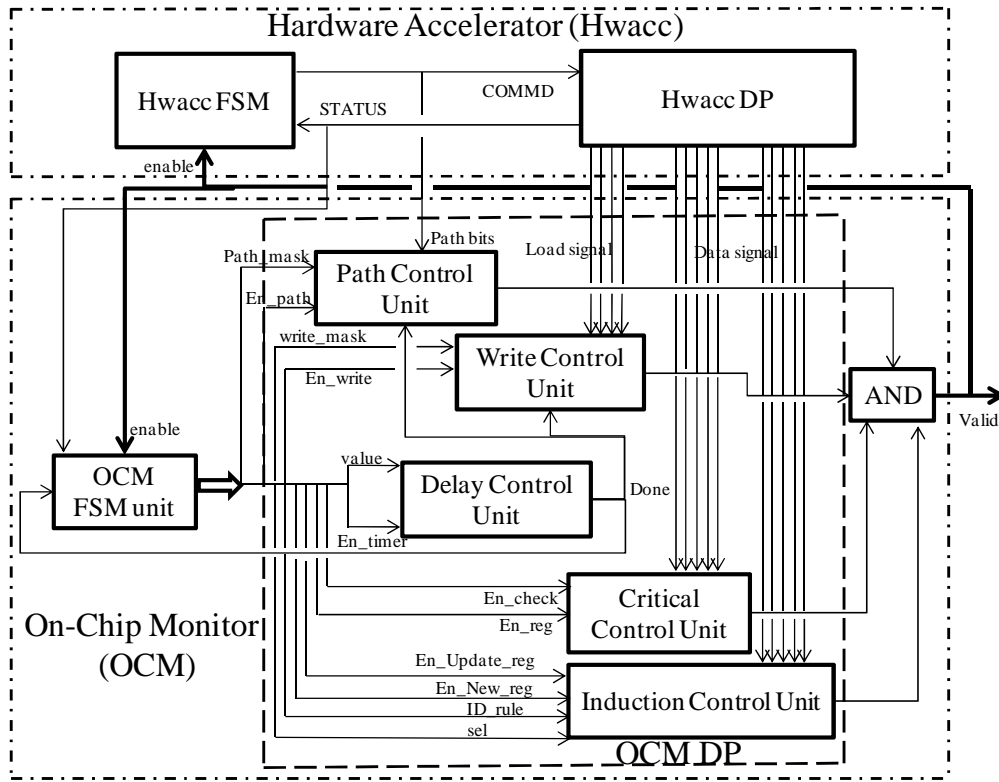 Hardware Accelerator (Hwacc)
Hwacc FSM
COMMD
Hwacc DP
STATUS
enable
Path bits
Load signal
Data signal
Path_mask
Path Control
Unit
En_path
write_mask
Write Control
Unit
En_write
AND
Valid
enable
OCM
FSM unit
value
Delay Control
Unit
Done
En_timer
En_check
Critical
Control Unit
En_reg
On-Chip Monitor
(OCM)
En_Update_reg
En_New_reg
Induction Control Unit
ID_rule
sel
OCM DP